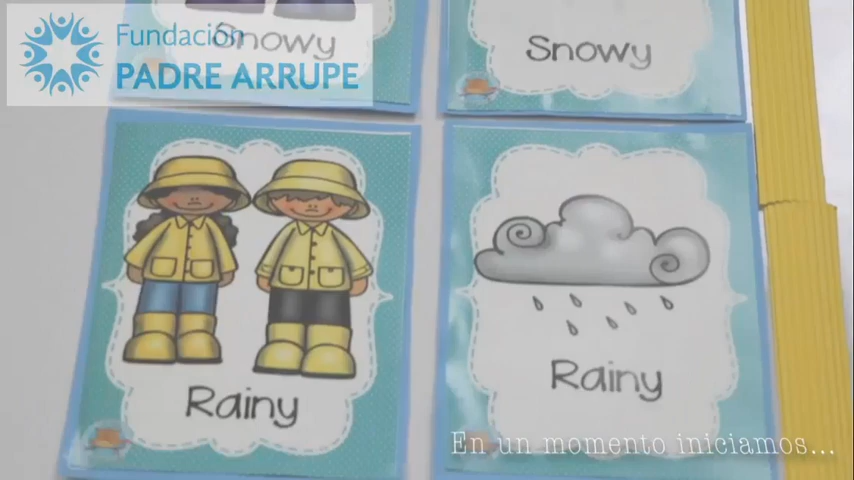 Fundación
PADRE ARRUPE
Snowy
Snowy
Rainy
Rainy
En un momento iniciamos...